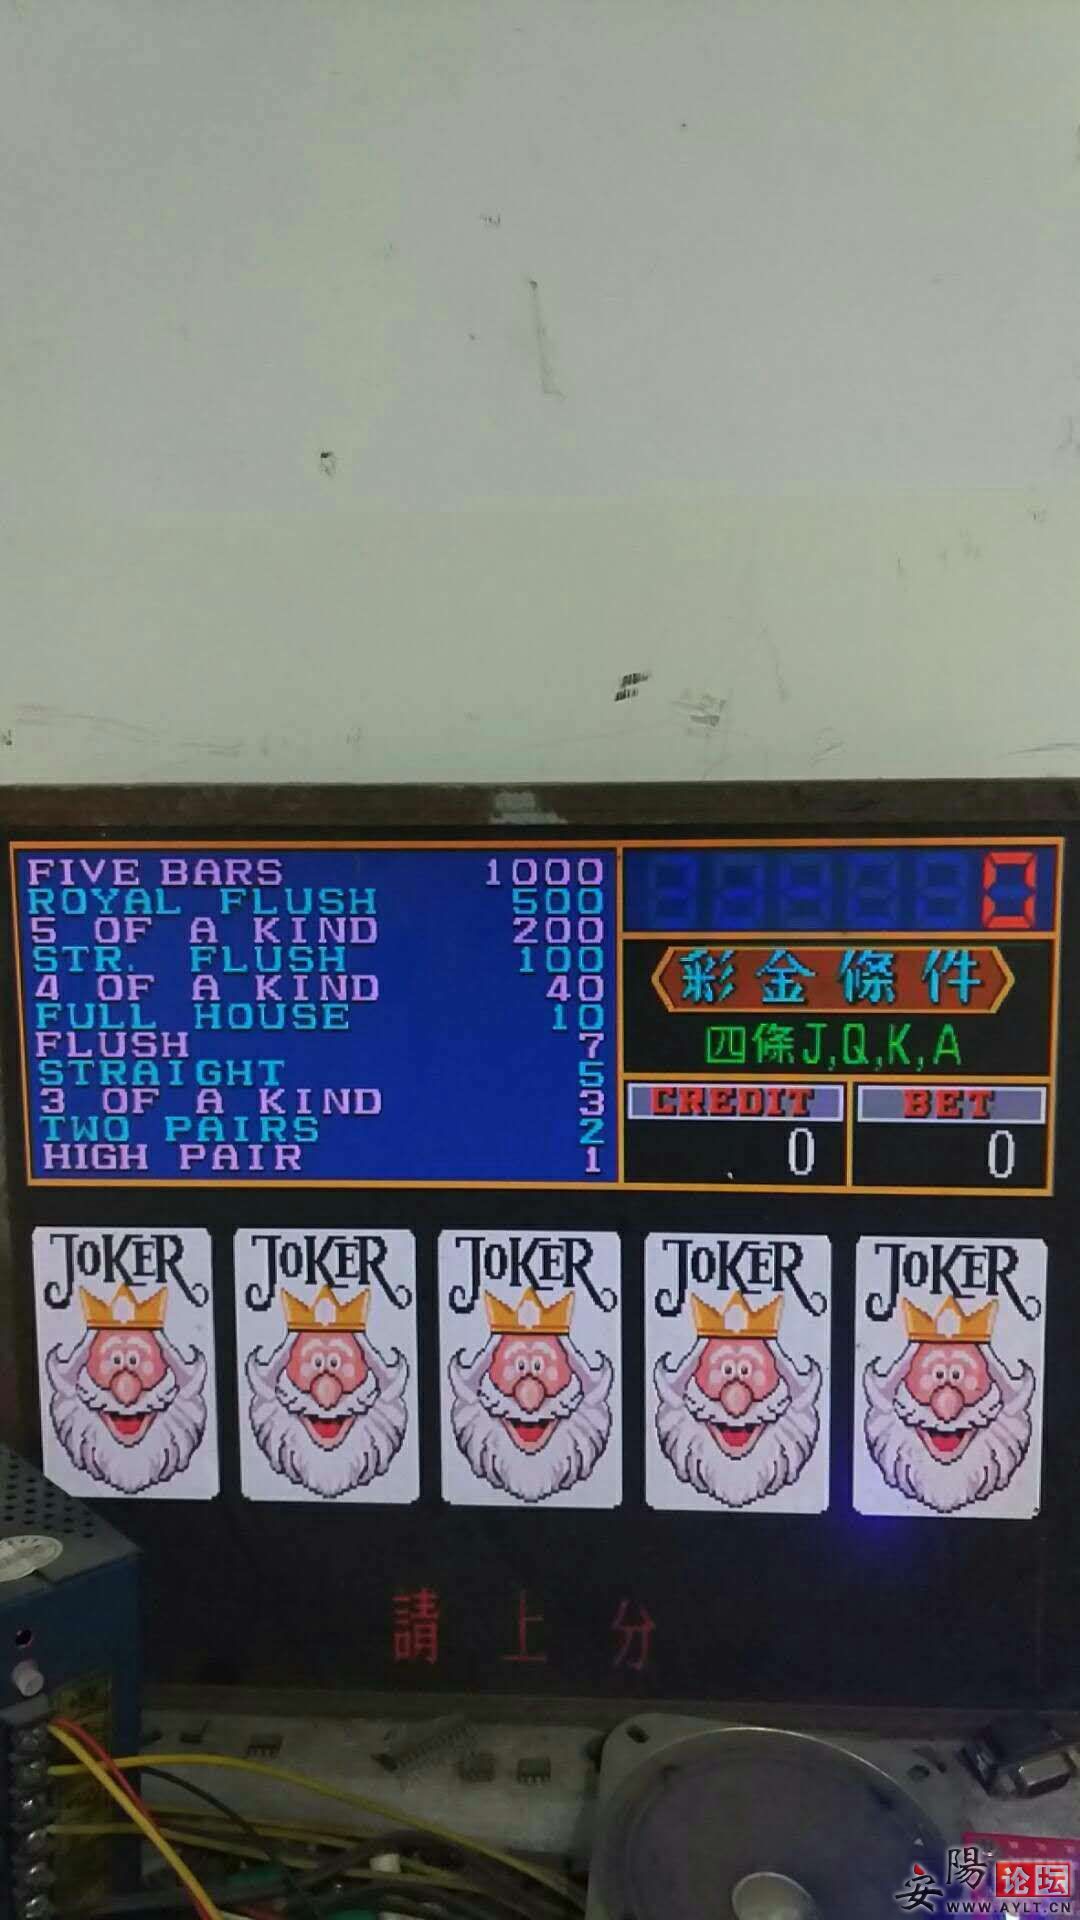 FIVE BARS 1000
ROYAL FLUSH 500
5 OF A KIND 200
STR. FLUSH 100
4 OF A KIND 40
FULL HOUSE 10
FLUSH 7
STRAIGHT 5
3 OF A KIND 3
TWO PAIRS 2
HIGH PAIR 1
0
彩金條件
四條J,Q,K,A
CREDIT BET
0 0
JOKER JOKER JOKER JOKER JOKER
請上分
安陽论坛
WWW.AYLT.CN